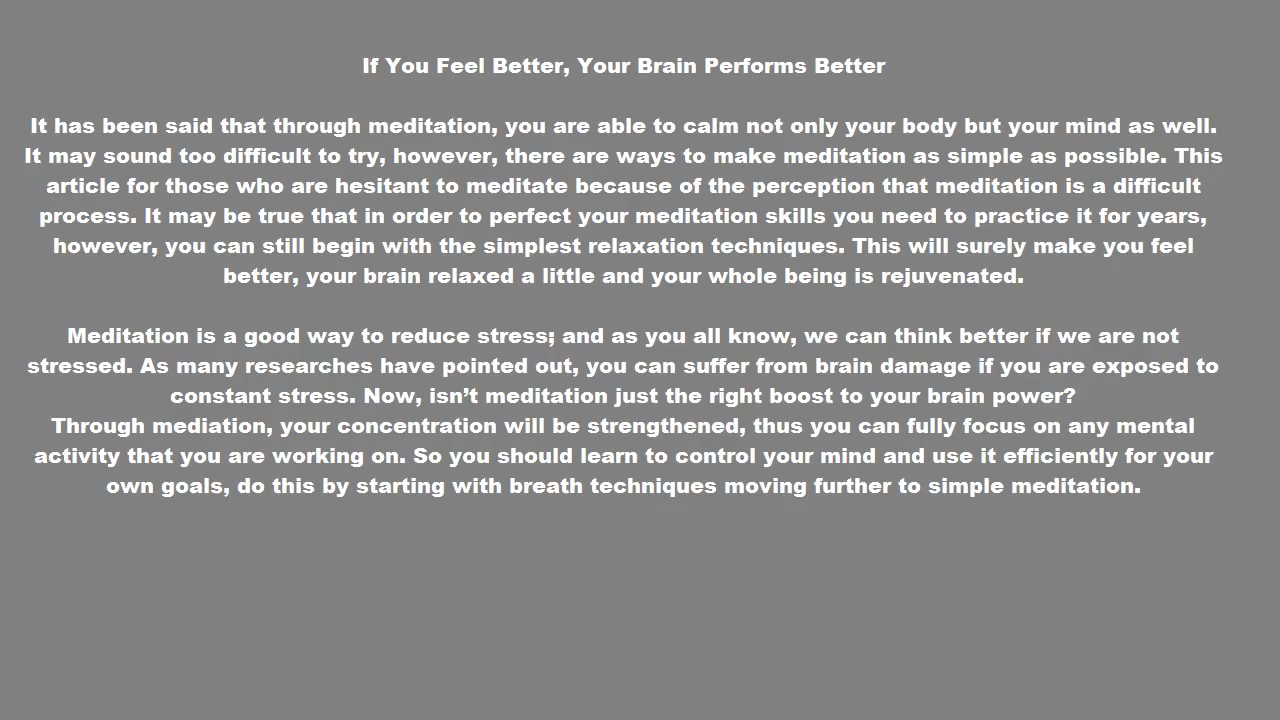 If You Feel Better, Your Brain Performs Better
It has been said that through meditation, you are able to calm not only your body but your mind as well.
It may sound too difficult to try, however, there are ways to make meditation as simple as possible. This
article for those who are hesitant to meditate because of the perception that meditation is a difficult
process. It may be true that in order to perfect your meditation skills you need to practice it for years,
however, you can still begin with the simplest relaxation techniques. This will surely make you feel
better, your brain relaxed a little and your whole being is rejuvenated.
Meditation is a good way to reduce stress; and as you all know, we can think better if we are not
stressed. As many researches have pointed out, you can suffer from brain damage if you are exposed to
constant stress. Now, isn’t meditation just the right boost to your brain power?
Through mediation, your concentration will be strengthened, thus you can fully focus on any mental
activity that you are working on. So you should learn to control your mind and use it efficiently for your
own goals, do this by starting with breath techniques moving further to simple meditation.